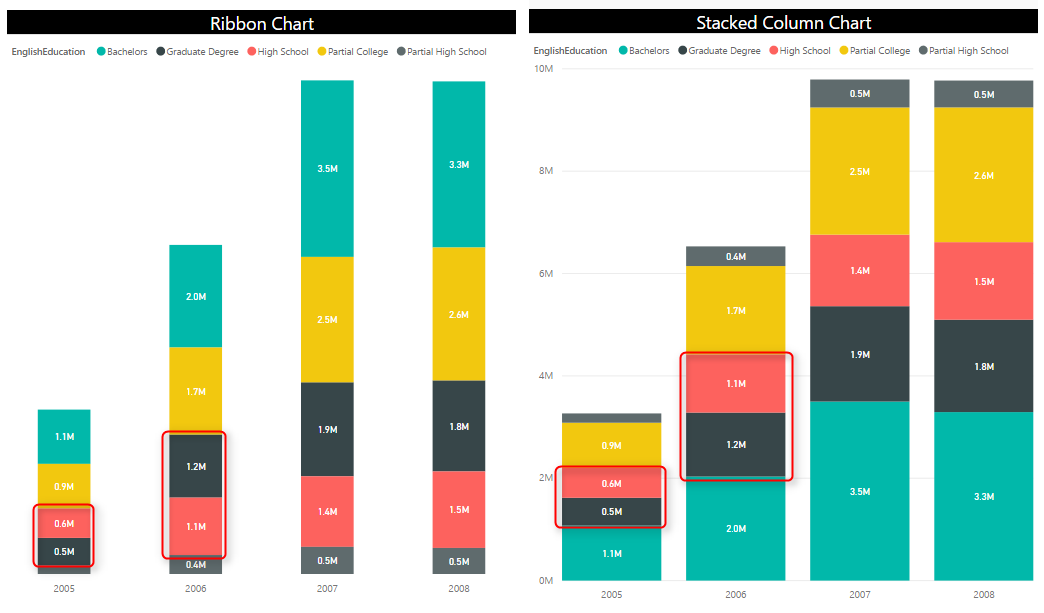 Ribbon Chart
EnglishEducation Bachelors Graduate Degree High School Partial College Partial High School
3.5M
3.3M
2.0M
2.5M
2.6M
1.7M
1.1M
1.2M
1.9M
1.8M
0.9M
0.6M
1.1M
1.4M
1.5M
0.5M
0.4M
0.5M
0.5M
2005 2006 2007 2008
Stacked Column Chart
EnglishEducation Bachelors Graduate Degree High School Partial College Partial High School
10M
0.5M 0.5M
8M
2.5M
2.6M
6M
0.4M
1.7M
1.4M
1.5M
4M
1.1M
1.9M
1.8M
0.9M
1.2M
2M
0.6M
0.5M
3.5M
3.3M
1.1M
2.0M
0M
2005 2006 2007 2008